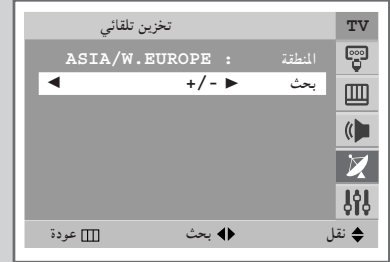 TV تخزين تلقائي
المنطقة : ASIA/W.EUROPE
بحث ► -/+ ◄
نقل بحث عودة